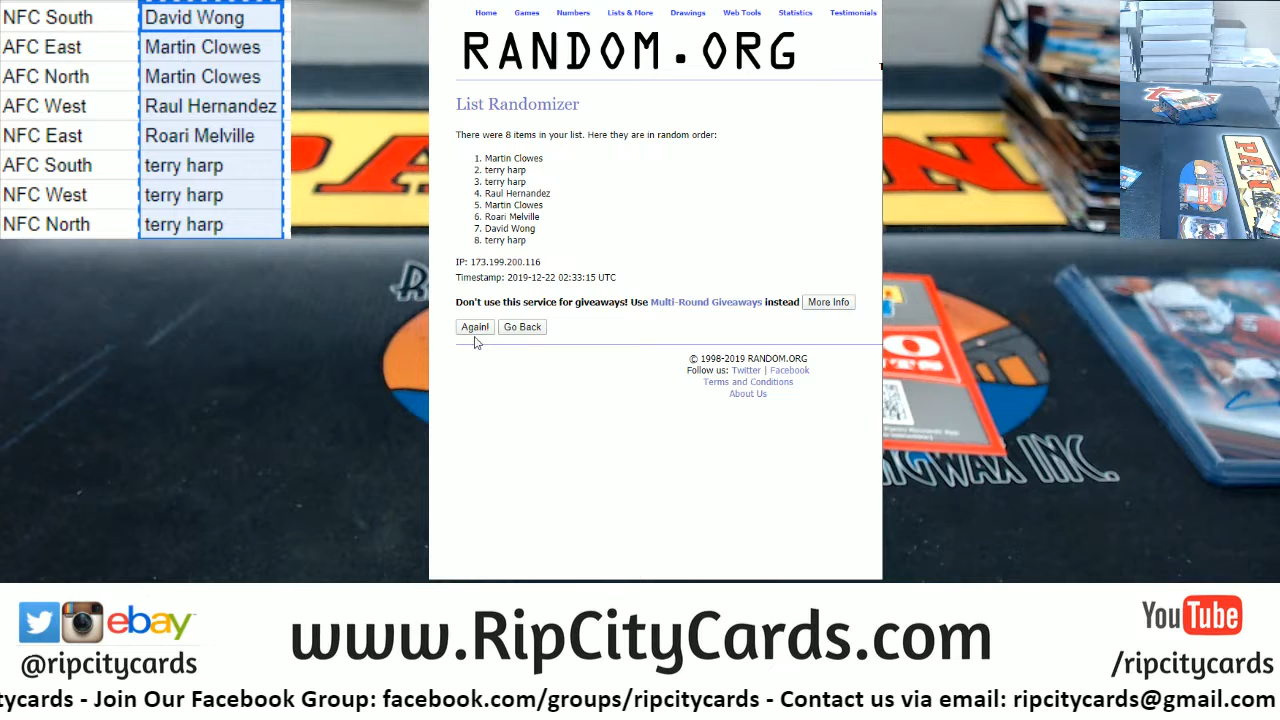 NFC South David Wong
AFC East Martin Clowes
AFC North Martin Clowes
AFC West Raul Hernandez
NFC East Roari Melville
AFC South terry harp
NFC West terry harp
NFC North terry harp
Home Games Numbers Lists & More Drawings Web Tools Statistics Testimonials
RANDOM.ORG
List Randomizer
There were 8 items in your list. Here they are in random order:
1. Martin Clowes
2. terry harp
3. terry harp
4. Raul Hernandez
5. Martin Clowes
6. Roari Melville
7. David Wong
8. terry harp
IP: 173.199.200.116
Timestamp: 2019-12-22 02:33:15 UTC
Don't use this service for giveaways! Use Multi-Round Giveaways instead More Info
Again! Go Back
© 1998-2019 RANDOM.ORG
Follow us: Twitter | Facebook
Terms and Conditions
About Us
INC.
ebay
@ripcitycards
www.RipCityCards.com
YouTube
/ripcitycards
tycards - Join Our Facebook Group: facebook.com/groups/ripcitycards - Contact us via email: ripcitycards@gmail.com